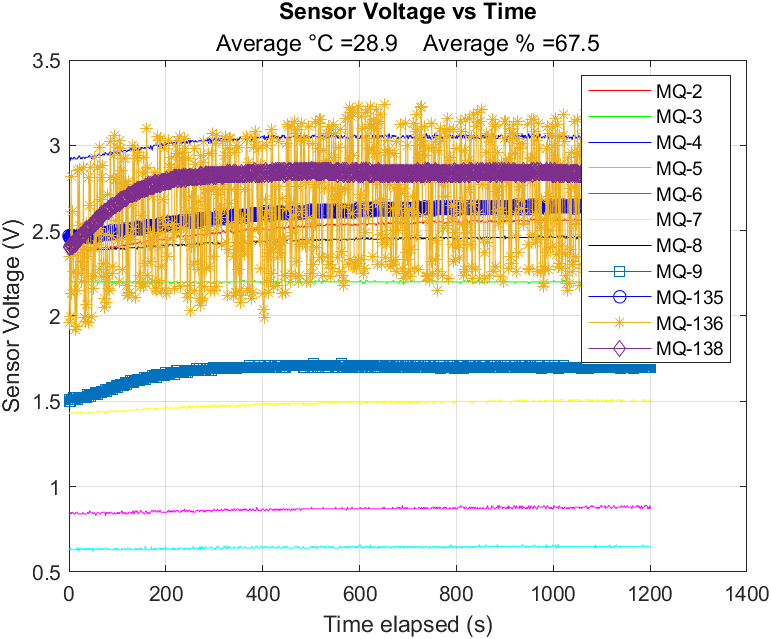 Sensor Voltage vs Time
Average °C =28.9 Average % =67.5
3.5
3
2.5
2
1.5
1
0.5
Sensor Voltage (V)
MQ-2
MQ-3
MQ-4
MQ-5
MQ-6
MQ-7
MQ-8
MQ-9
MQ-135
MQ-136
MQ-138
0 200 400 600 800 1000 1200 1400
Time elapsed (s)